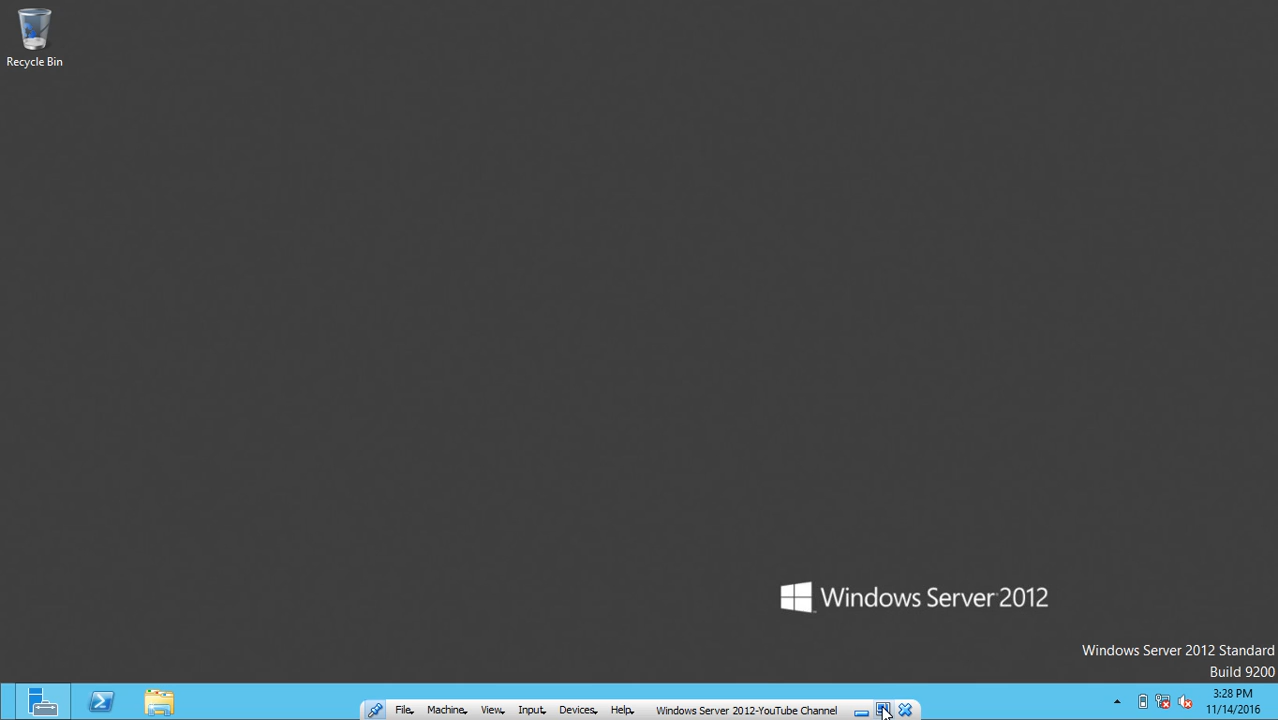 Recycle Bin
Windows Server 2012
Windows Server 2012 Standard
Build 9200
File Machine View Input Devices Help Windows Server 2012-YouTube Channel
3:28 PM
11/14/2016